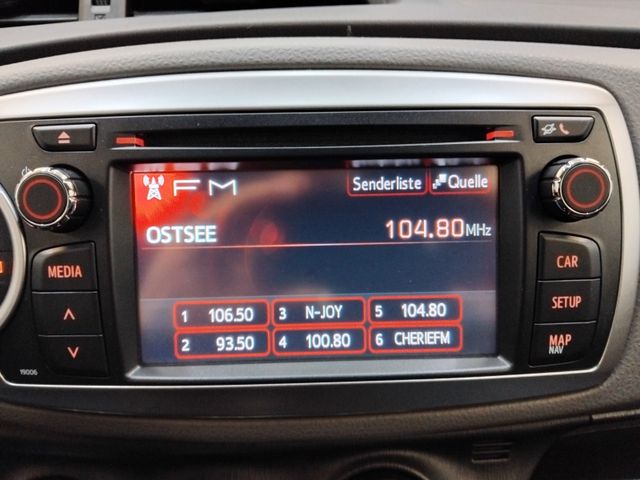 FM Senderliste Quelle
OSTSEE 104.80MHz
MEDIA
CAR
SETUP
MAP
NAV
1 106.50 3 N-JOY 5 104.80
2 93.50 4 100.80 6 CHERIEFM
19006